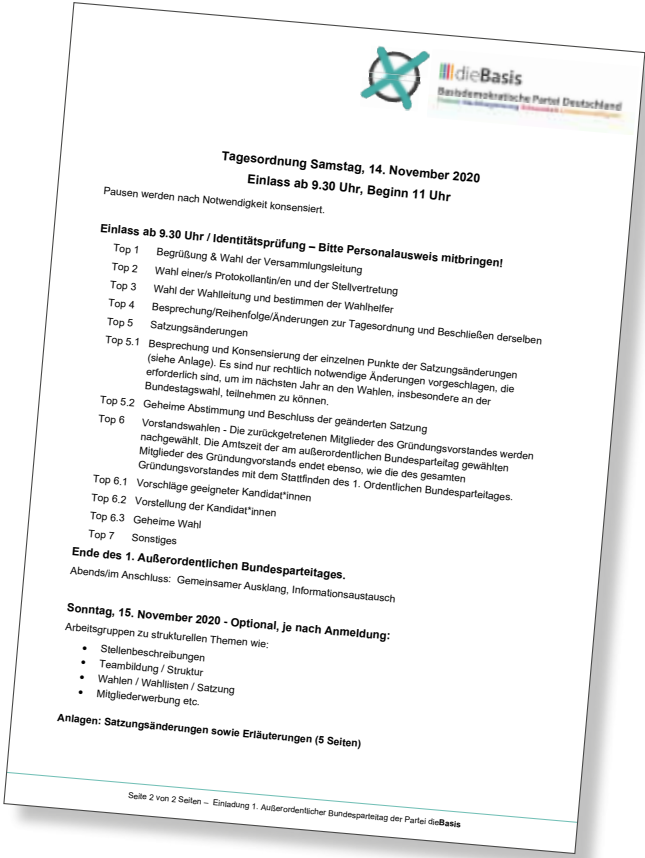 dieBasis
Basisdemokratische Partei Deutschland
Tagesordnung Samstag, 14. November 2020
Einlass ab 9.30 Uhr, Beginn 11 Uhr
Pausen werden nach Notwendigkeit konsensiert.
Einlass ab 9.30 Uhr / Identitätsprüfung – Bitte Personalausweis mitbringen!
Top 1 Begrüßung & Wahl der Versammlungsleitung
Top 2 Wahl einer/s Protokollantin/en und der Stellvertretung
Top 3 Wahl der Wahlleitung und bestimmen der Wahlhelfer
Top 4 Besprechung/Reihenfolge/Änderungen zur Tagesordnung und Beschließen derselben
Top 5 Satzungsänderungen
Top 5.1 Besprechung und Konsensierung der einzelnen Punkte der Satzungsänderungen
(siehe Anlage). Es sind nur rechtlich notwendige Änderungen vorgeschlagen, die
erforderlich sind, um im nächsten Jahr an den Wahlen, insbesondere an der
Bundestagswahl, teilnehmen zu können.
Top 5.2 Geheime Abstimmung und Beschluss der geänderten Satzung
Top 6 Vorstandswahlen - Die zurückgetretenen Mitglieder des Gründungsvorstandes werden
nachgewählt. Die Amtszeit der am außerordentlichen Bundesparteitag gewählten
Mitglieder des Gründungvorstands endet ebenso, wie die des gesamten
Gründungsvorstandes mit dem Stattfinden des 1. Ordentlichen Bundesparteitages.
Top 6.1 Vorschläge geeigneter Kandidat*innen
Top 6.2 Vorstellung der Kandidat*innen
Top 6.3 Geheime Wahl
Top 7 Sonstiges
Ende des 1. Außerordentlichen Bundesparteitages.
Abends/im Anschluss: Gemeinsamer Ausklang, Informationsaustausch
Sonntag, 15. November 2020 - Optional, je nach Anmeldung:
Arbeitsgruppen zu strukturellen Themen wie:
• Stellenbeschreibungen
• Teambildung / Struktur
• Wahlen / Wahllisten / Satzung
• Mitgliederwerbung etc.
Anlagen: Satzungsänderungen sowie Erläuterungen (5 Seiten)
Seite 2 von 2 Seiten – Einladung 1. Außerordentlicher Bundesparteitag der Partei dieBasis